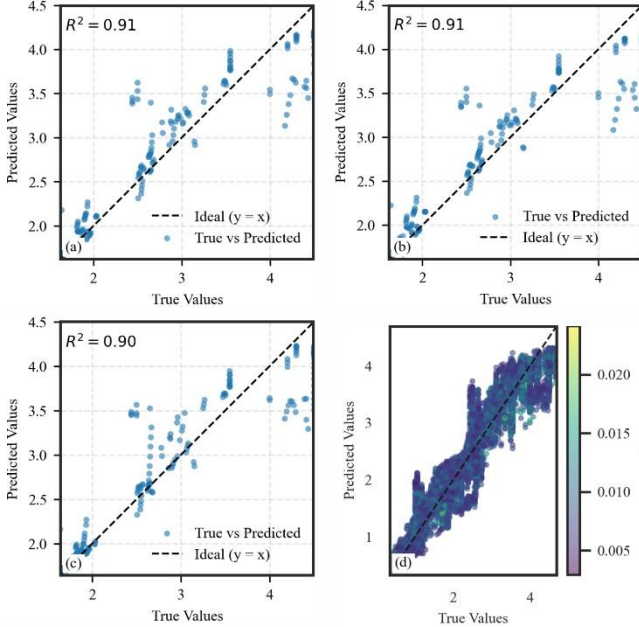 4.5
R² = 0.91
4.0
3.5
3.0
2.5
2.0
Predicted Values
Ideal (y = x)
True vs Predicted
(a)
2 3 4
True Values
4.5
R² = 0.91
4.0
3.5
3.0
2.5
2.0
Predicted Values
True vs Predicted
Ideal (y = x)
(b)
2 3 4
True Values
4.5
R² = 0.90
4.0
3.5
3.0
2.5
2.0
Predicted Values
True vs Predicted
Ideal (y = x)
(c)
2 3 4
True Values
4
3
2
1
Predicted Values
(d)
2 4
True Values
0.020
0.015
0.010
0.005